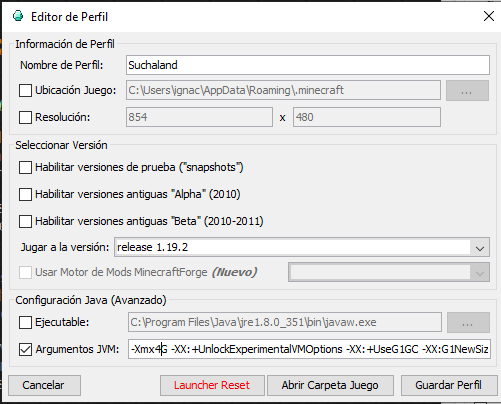 Editor de Perfil
Información de Perfil
Nombre de Perfil: Suchaland
Ubicación Juego: C:\Users\ignac\AppData\Roaming\.minecraft ...
Resolución: 854 x 480
Seleccionar Versión
Habilitar versiones de prueba ("snapshots")
Habilitar versiones antiguas "Alpha" (2010)
Habilitar versiones antiguas "Beta" (2010-2011)
Jugar a la versión: release 1.19.2
Usar Motor de Mods MinecraftForge (Nuevo)
Configuración Java (Avanzado)
Ejecutable: C:\Program Files\Java\jre1.8.0_351\bin\javaw.exe ...
Argumentos JVM: -Xmx4G -XX:+UnlockExperimentalVMOptions -XX:+UseG1GC -XX:G1NewSiz
Cancelar Launcher Reset Abrir Carpeta Juego Guardar Perfil